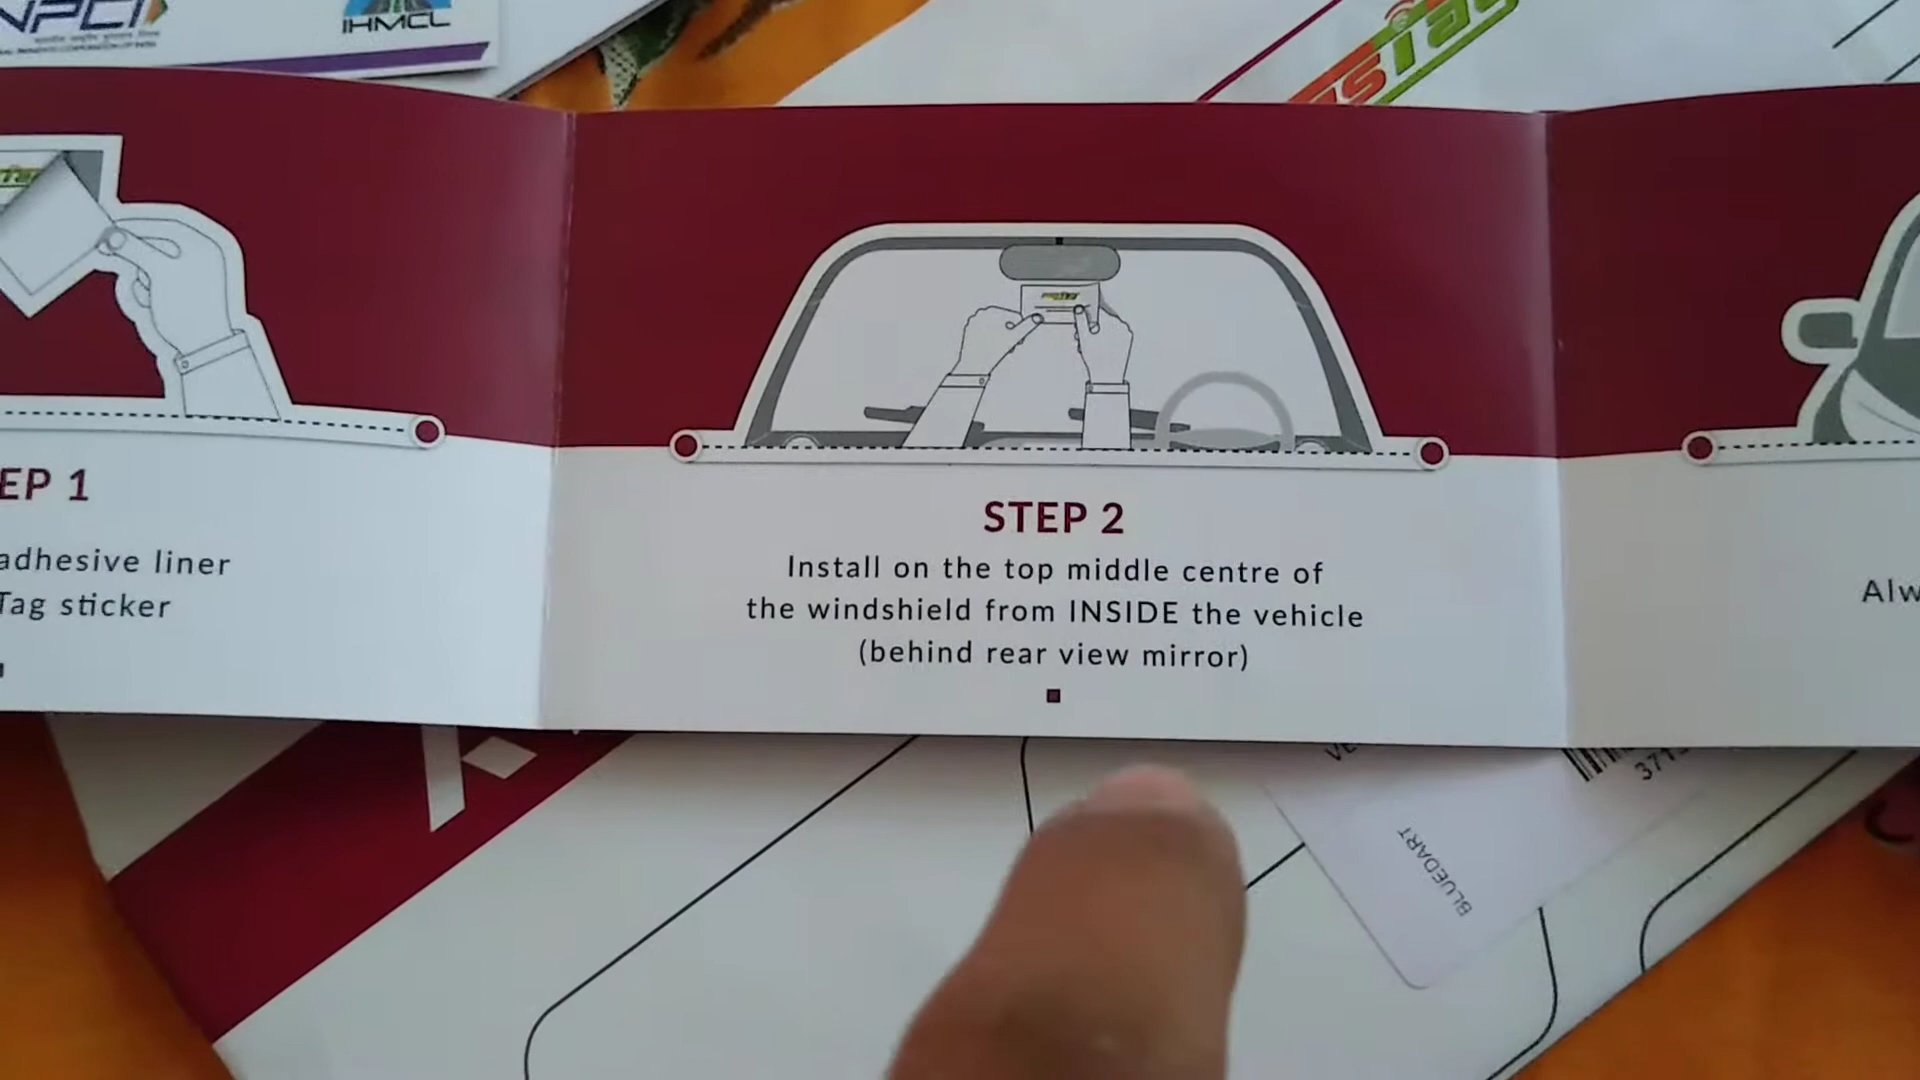 NPCI
IHMCL
sTag
EP 1
adhesive liner
Tag sticker
STEP 2
Install on the top middle centre of
the windshield from INSIDE the vehicle
(behind rear view mirror)
Alw
BLUEDART